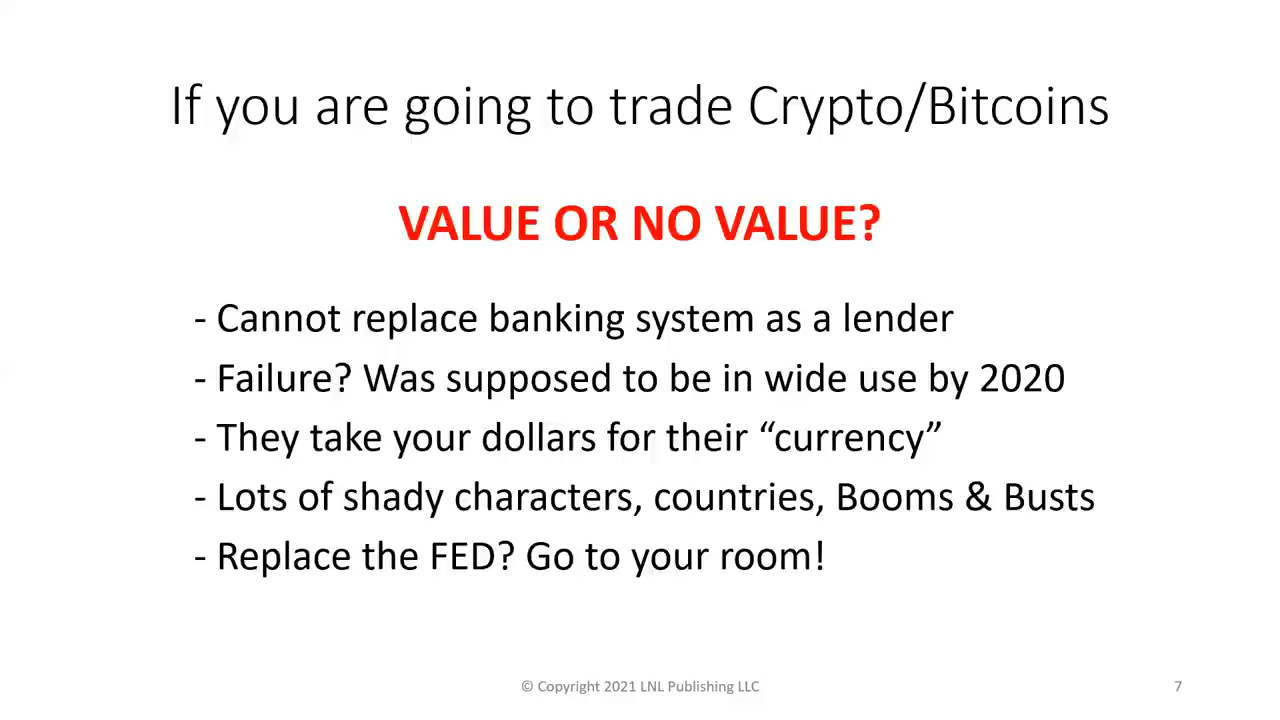 If you are going to trade Crypto/Bitcoins
VALUE OR NO VALUE?
- Cannot replace banking system as a lender
- Failure? Was supposed to be in wide use by 2020
- They take your dollars for their “currency”
- Lots of shady characters, countries, Booms & Busts
- Replace the FED? Go to your room!
© Copyright 2021 LNL Publishing LLC
7